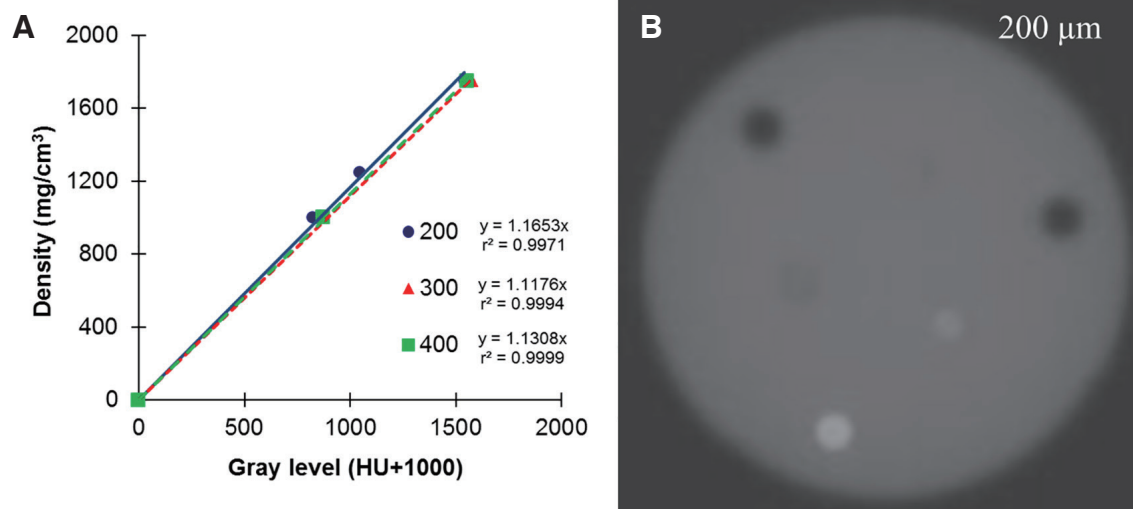 A
2000
1600
1200
800
400
0
0
500
1000
1500
2000
Density (mg/cm³)
Gray level (HU+1000)
200
y = 1.1653x
r² = 0.9971
300
y = 1.1176x
r² = 0.9994
400
y = 1.1308x
r² = 0.9999
B
200 μm